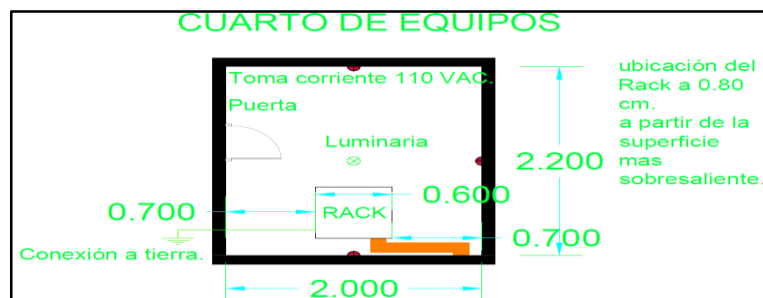 CUARTO DE EQUIPOS
Toma corriente 110 VAC.
Puerta
Luminaria
ubicación del
Rack a 0.80
cm.
a partir de la
superficie
mas
sobresaliente.
2.200
0.600
0.700
RACK
0.700
Conexión a tierra.
2.000